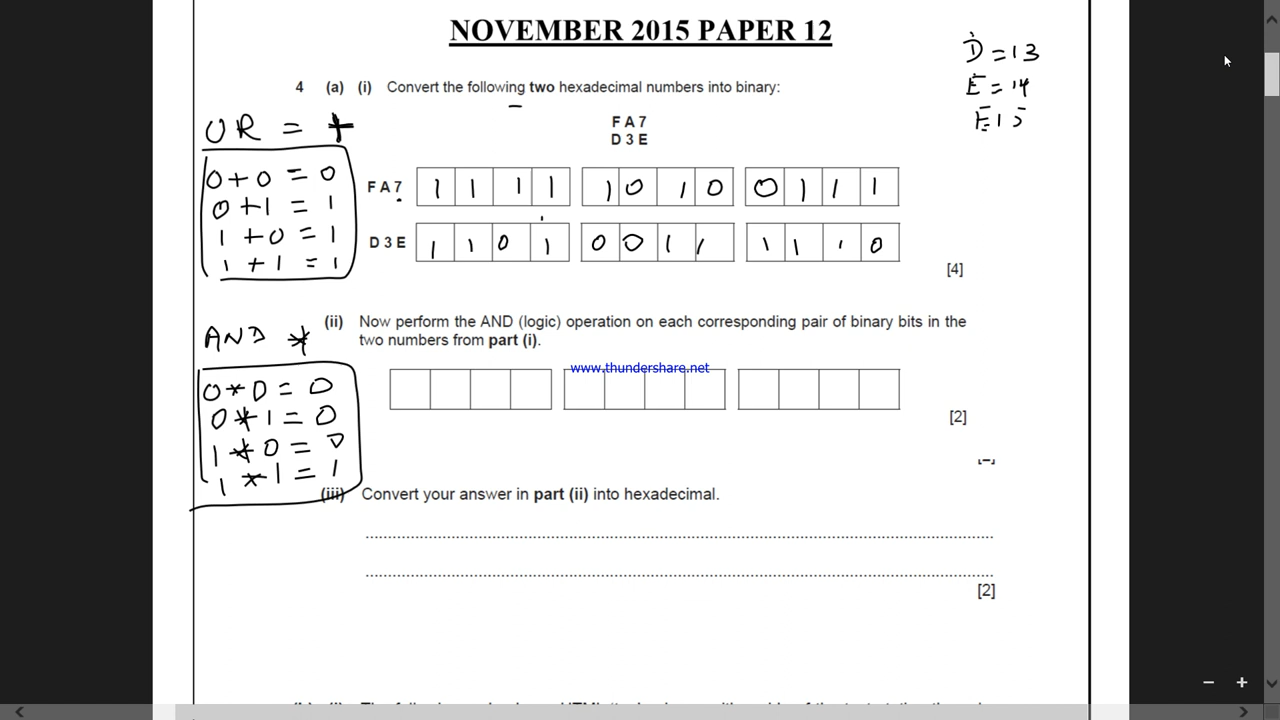 NOVEMBER 2015 PAPER 12
D = 13
E = 14
F 15
4 (a) (i) Convert the following two hexadecimal numbers into binary:
F A 7
D 3 E
OR = +
0 + 0 = 0
0 + 1 = 1
1 + 0 = 1
1 + 1 = 1
F A 7 1 1 1 1 1 0 1 0 0 1 1 1
D 3 E 1 1 0 1 0 0 1 1 1 1 1 0
[4]
AND *
0 * 0 = 0
0 * 1 = 0
1 * 0 = 0
1 * 1 = 1
(ii) Now perform the AND (logic) operation on each corresponding pair of binary bits in the
two numbers from part (i).
www.thundershare.net
[2]
(iii) Convert your answer in part (ii) into hexadecimal.
[2]